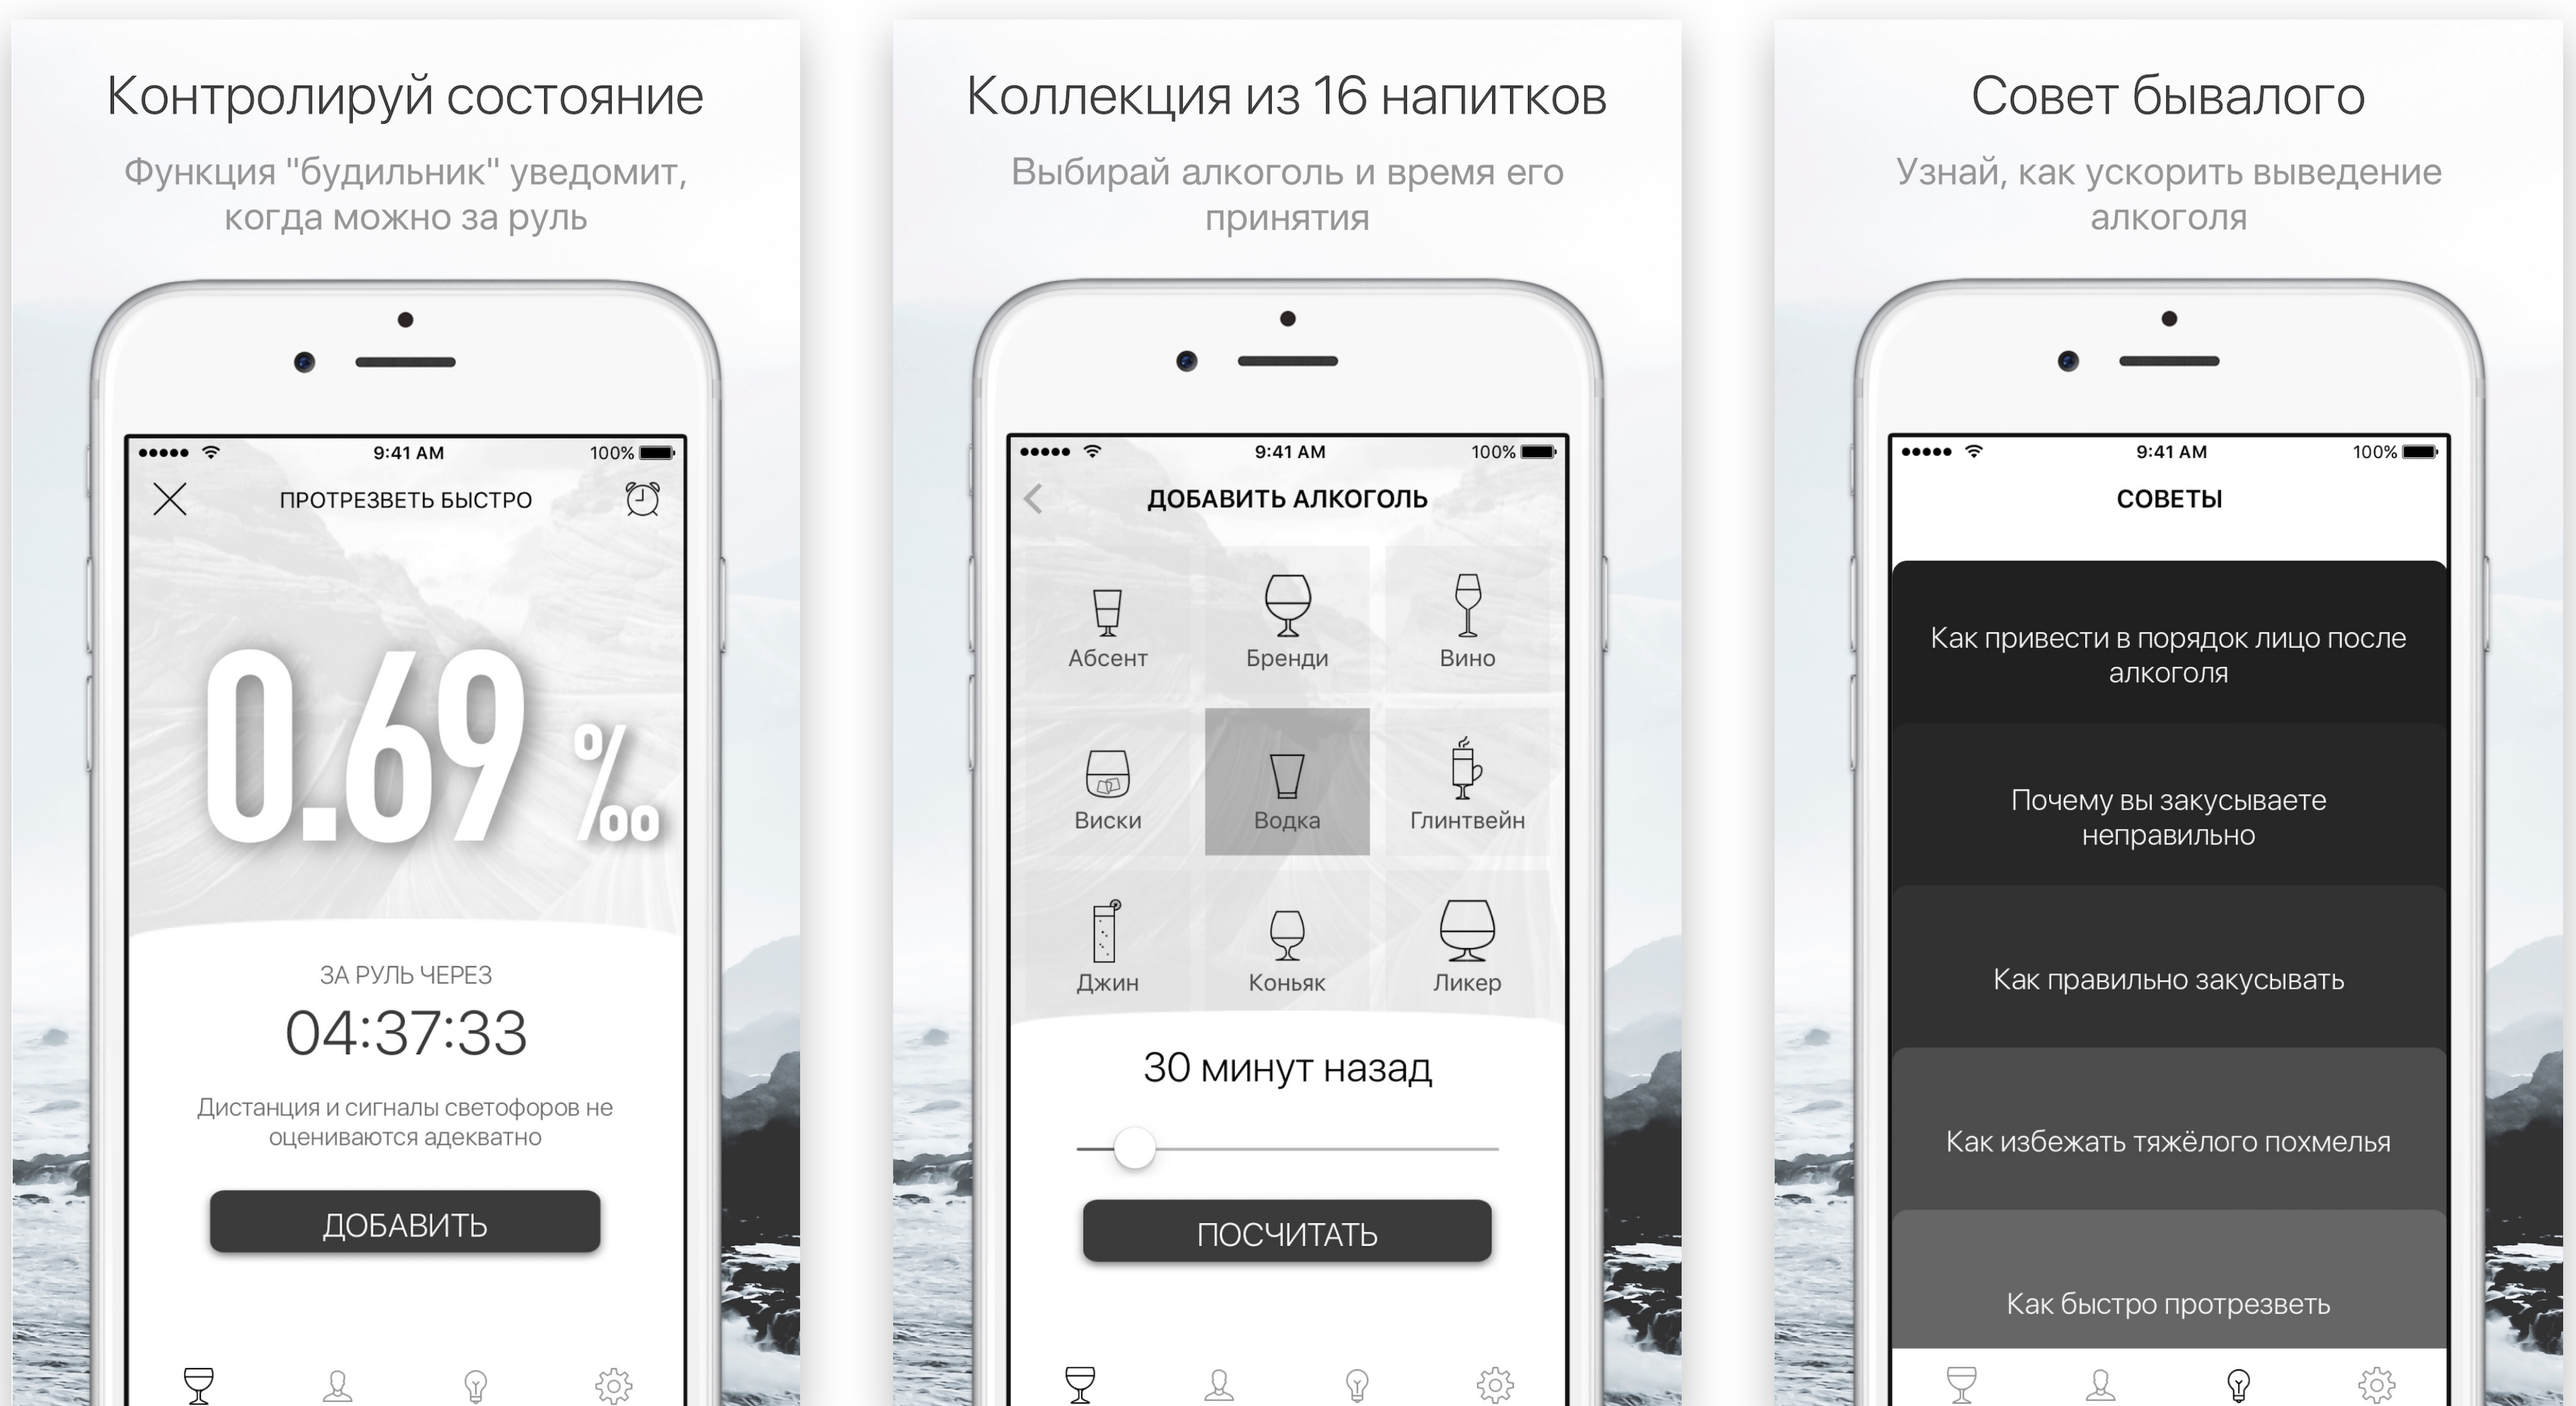 Контролируй состояние
Функция "будильник" уведомит,
когда можно за руль
9:41 AM
100%
ПРОТРЕЗВЕТЬ БЫСТРО
0.69 ‰
ЗА РУЛЬ ЧЕРЕЗ
04:37:33
Дистанция и сигналы светофоров не
оцениваются адекватно
ДОБАВИТЬ
Коллекция из 16 напитков
Выбирай алкоголь и время его
принятия
9:41 AM
100%
ДОБАВИТЬ АЛКОГОЛЬ
Абсент
Бренди
Вино
Виски
Водка
Глинтвейн
Джин
Коньяк
Ликер
30 минут назад
ПОСЧИТАТЬ
Совет бывалого
Узнай, как ускорить выведение
алкоголя
9:41 AM
100%
СОВЕТЫ
Как привести в порядок лицо после
алкоголя
Почему вы закусываете
неправильно
Как правильно закусывать
Как избежать тяжёлого похмелья
Как быстро протрезветь